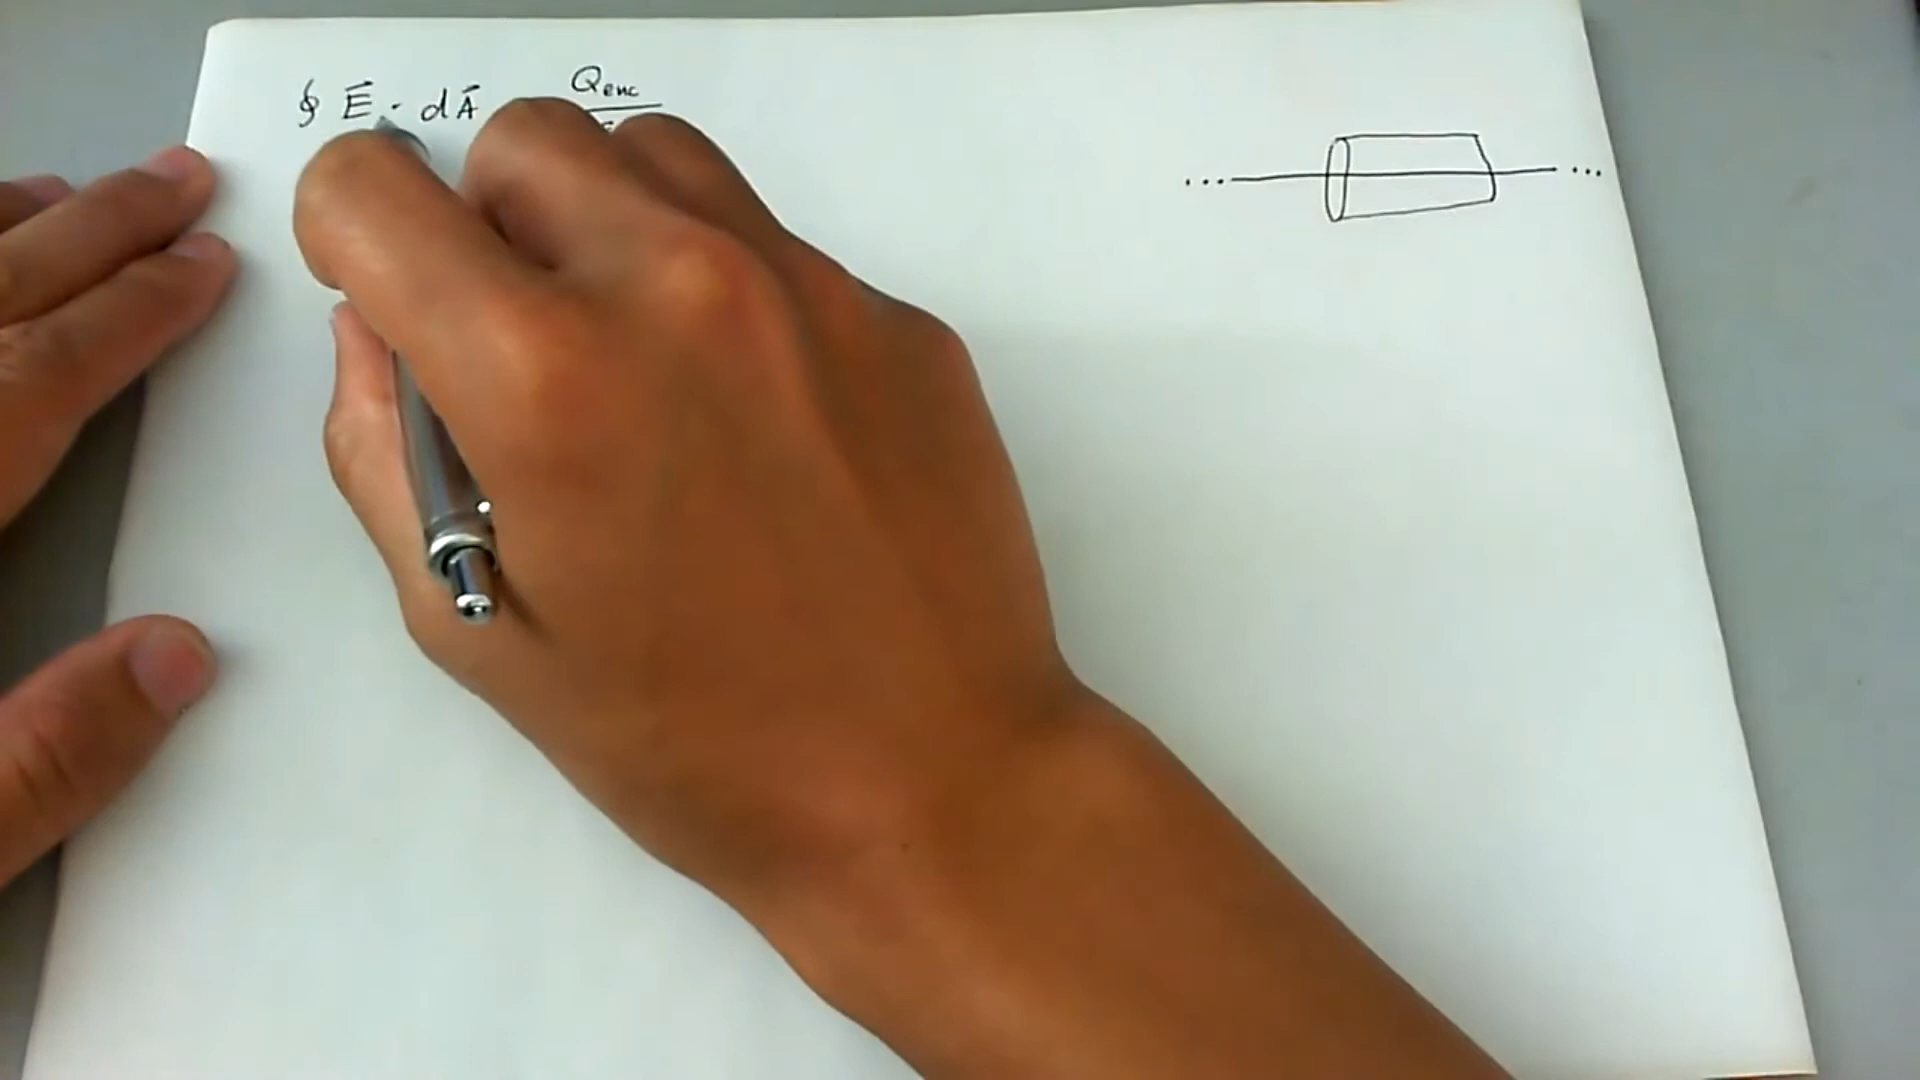 ∮ E⃗ · dA⃗ Qenc
... ...